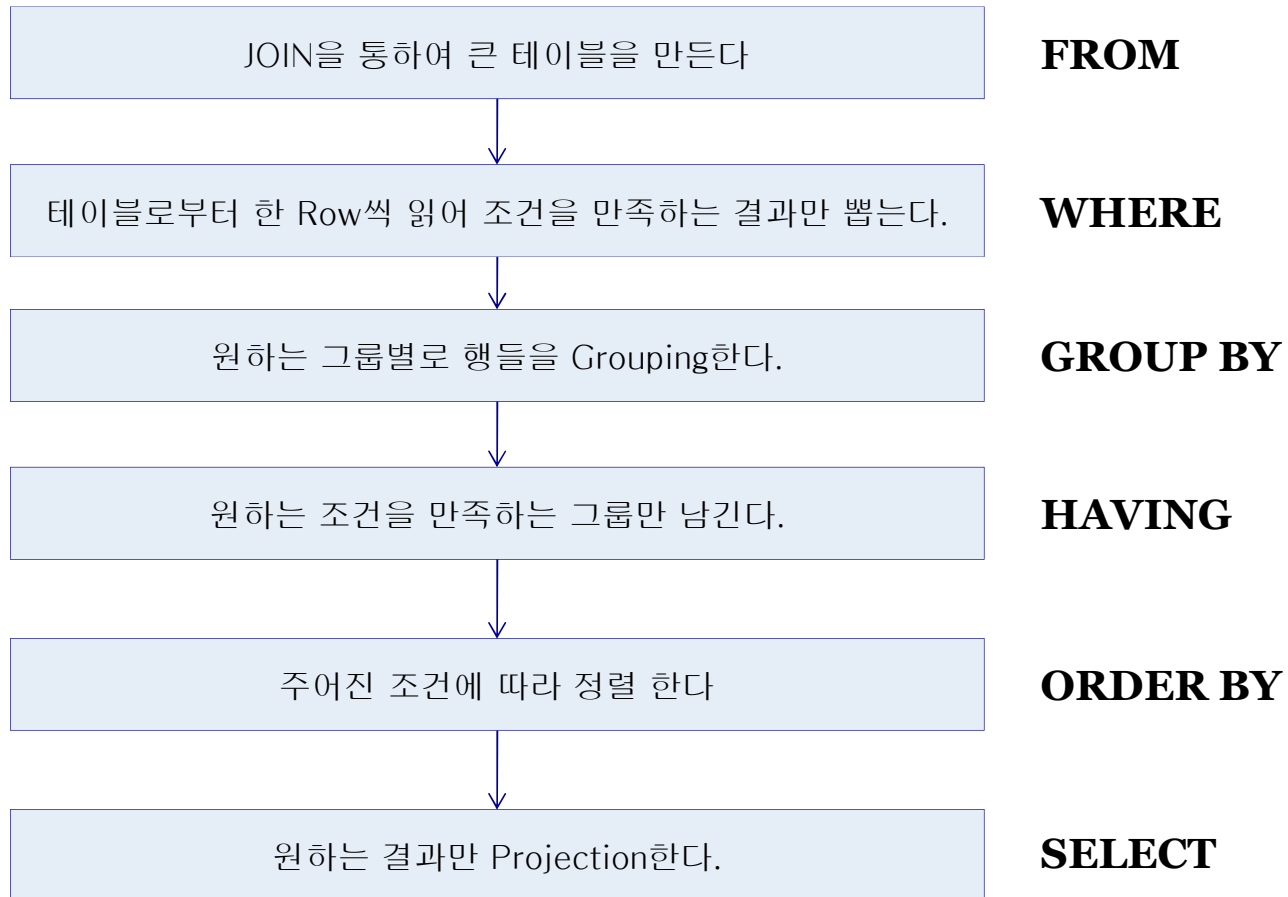 JOIN을 통하여 큰 테이블을 만든다
FROM
테이블로부터 한 Row씩 읽어 조건을 만족하는 결과만 뽑는다.
WHERE
원하는 그룹별로 행들을 Grouping한다.
GROUP BY
원하는 조건을 만족하는 그룹만 남긴다.
HAVING
주어진 조건에 따라 정렬 한다
ORDER BY
원하는 결과만 Projection한다.
SELECT